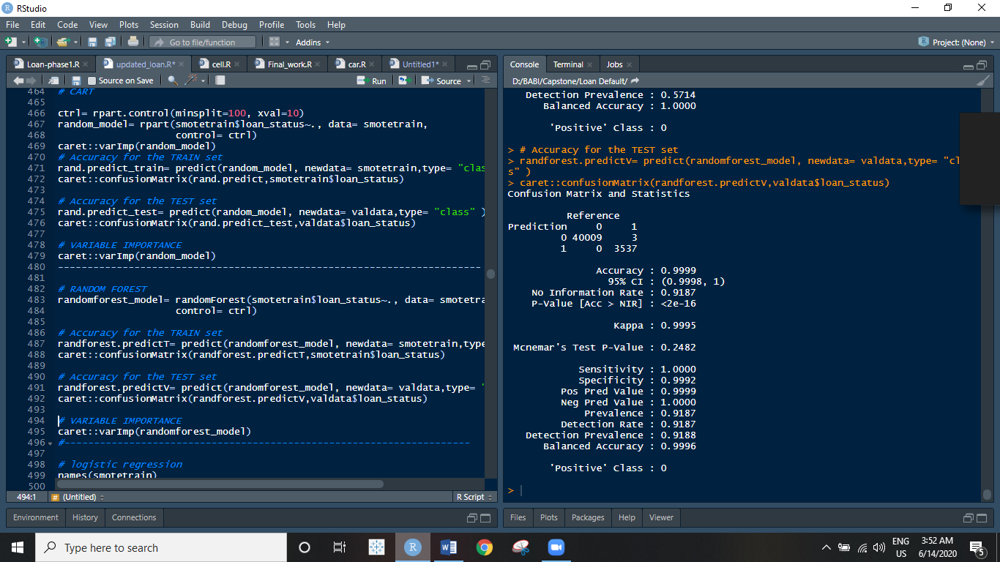 RStudio
File Edit Code View Plots Session Build Debug Profile Tools Help
Go to file/function Addins Project: (None)
Loan-phase1.R updated_loan.R* cell.R Final_work.R car.R Untitled1*
Source on Save Run Source
464 # CART
465
466 ctrl= rpart.control(minsplit=100, xval=10)
467 random_model= rpart(smotetrain$loan_status~., data= smotetrain,
468 control= ctrl)
469 caret::varImp(random_model)
470 # Accuracy for the TRAIN set
471 rand.predict_train= predict(random_model, newdata= smotetrain,type= "clas
472 caret::confusionMatrix(rand.predict,smotetrain$loan_status)
473
474 # Accuracy for the TEST set
475 rand.predict_test= predict(random_model, newdata= valdata,type= "class" )
476 caret::confusionMatrix(rand.predict_test,valdata$loan_status)
477
478 # VARIABLE IMPORTANCE
479 caret::varImp(random_model)
480 ------------------------------------------------------------------------
481
482 # RANDOM FOREST
483 randomforest_model= randomForest(smotetrain$loan_status~., data= smotetra
484 control= ctrl)
485
486 # Accuracy for the TRAIN set
487 randforest.predictT= predict(randomforest_model, newdata= smotetrain,type
488 caret::confusionMatrix(randforest.predictT,smotetrain$loan_status)
489
490 # Accuracy for the TEST set
491 randforest.predictV= predict(randomforest_model, newdata= valdata,type= "
492 caret::confusionMatrix(randforest.predictV,valdata$loan_status)
493
494 # VARIABLE IMPORTANCE
495 caret::varImp(randomforest_model)
496 #----------------------------------------------------------------------
497
498 # logistic regression
499 names(smotetrain)
500
494:1 # (Untitled) R Script
Environment History Connections
Console Terminal Jobs
D:/BABI/Capstone/Loan Default/
Detection Prevalence : 0.5714
Balanced Accuracy : 1.0000
'Positive' Class : 0
> # Accuracy for the TEST set
> randforest.predictV= predict(randomforest_model, newdata= valdata,type= "cl
s" )
> caret::confusionMatrix(randforest.predictV,valdata$loan_status)
Confusion Matrix and Statistics
Reference
Prediction 0 1
0 40009 3
1 0 3537
Accuracy : 0.9999
95% CI : (0.9998, 1)
No Information Rate : 0.9187
P-Value [Acc > NIR] : <2e-16
Kappa : 0.9995
Mcnemar's Test P-Value : 0.2482
Sensitivity : 1.0000
Specificity : 0.9992
Pos Pred Value : 0.9999
Neg Pred Value : 1.0000
Prevalence : 0.9187
Detection Rate : 0.9187
Detection Prevalence : 0.9188
Balanced Accuracy : 0.9996
'Positive' Class : 0
>
Files Plots Packages Help Viewer
Type here to search
ENG
US
3:52 AM
6/14/2020
5